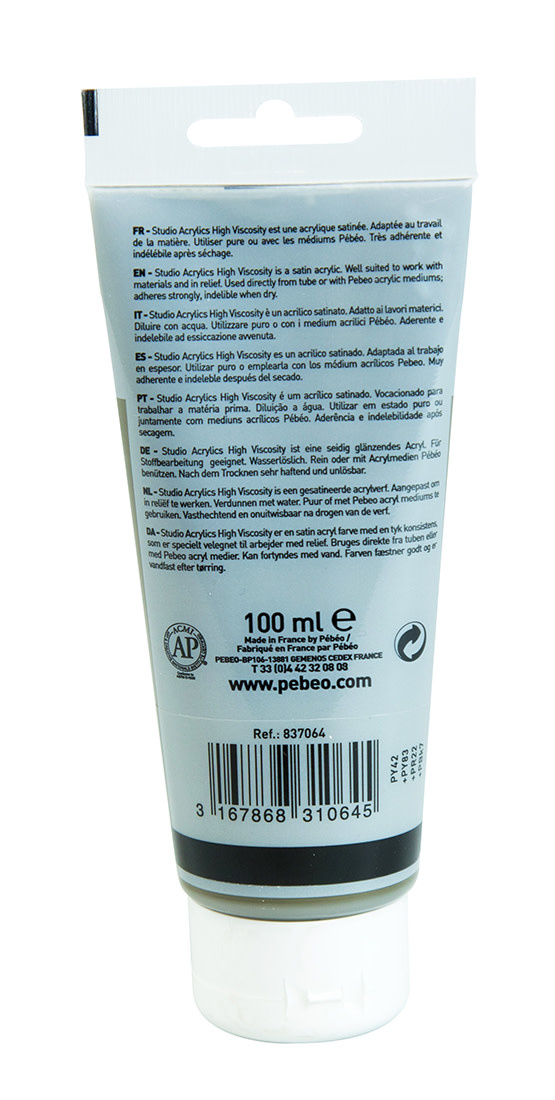 FR - Studio Acrylics High Viscosity est une acrylique satinée. Adaptée au travail
de la matière. Utiliser pure ou avec les médiums Pébéo. Très adhérente et
indélébile après séchage.
EN - Studio Acrylics High Viscosity is a satin acrylic. Well suited to work with
materials and in relief. Used directly from tube or with Pebeo acrylic mediums;
adheres strongly, indelible when dry.
IT - Studio Acrylics High Viscosity è un acrilico satinato. Adatto ai lavori materici.
Diluire con acqua. Utilizzare puro o con i medium acrilici Pébéo. Aderente e
indelebile ad essiccazione avvenuta.
ES - Studio Acrylics High Viscosity es un acrílico satinado. Adaptada al trabajo
en espesor. Utilizar puro o emplearla con los médium acrílicos Pebeo. Muy
adherente e indeleble después del secado.
PT - Studio Acrylics High Viscosity é um acrílico satinado. Vocacionado para
trabalhar a matéria prima. Diluição a água. Utilizar em estado puro ou
juntamente com mediuns acrílicos Pébéo. Aderência e indelebilidade após
secagem.
DE - Studio Acrylics High Viscosity ist eine seidig glänzendes Acryl. Für
Stoffbearbeitung geeignet. Wasserlöslich. Rein oder mit Acrylmedien Pébéo
benützen. Nach dem Trocknen sehr haftend und unlösbar.
NL - Studio Acrylics High Viscosity is een gesatineerde acrylverf. Aangepast om
in reliëf te werken. Verdunnen met water. Puur of met Pebeo acryl mediums te
gebruiken. Vasthechtend en onuitwisbaar na drogen van de verf.
DA - Studio Acrylics High Viscosity er en satin acryl farve med en tyk konsistens,
som er specielt velegnet til arbejder med relief. Bruges direkte fra tuben eller
med Pebeo acryl medier. Kan fortyndes med vand. Farven fæstner godt og er
vandfast efter tørring.
ACMI
AP
100 ml e
Made in France by Pébéo /
Fabriqué en France par Pébéo
PEBEO-BP106-13881 GEMENOS CEDEX FRANCE
T 33 (0)4 42 32 08 08
www.pebeo.com
Ref.: 837064
PY42
+PY83
+PR22
3 167868 310645